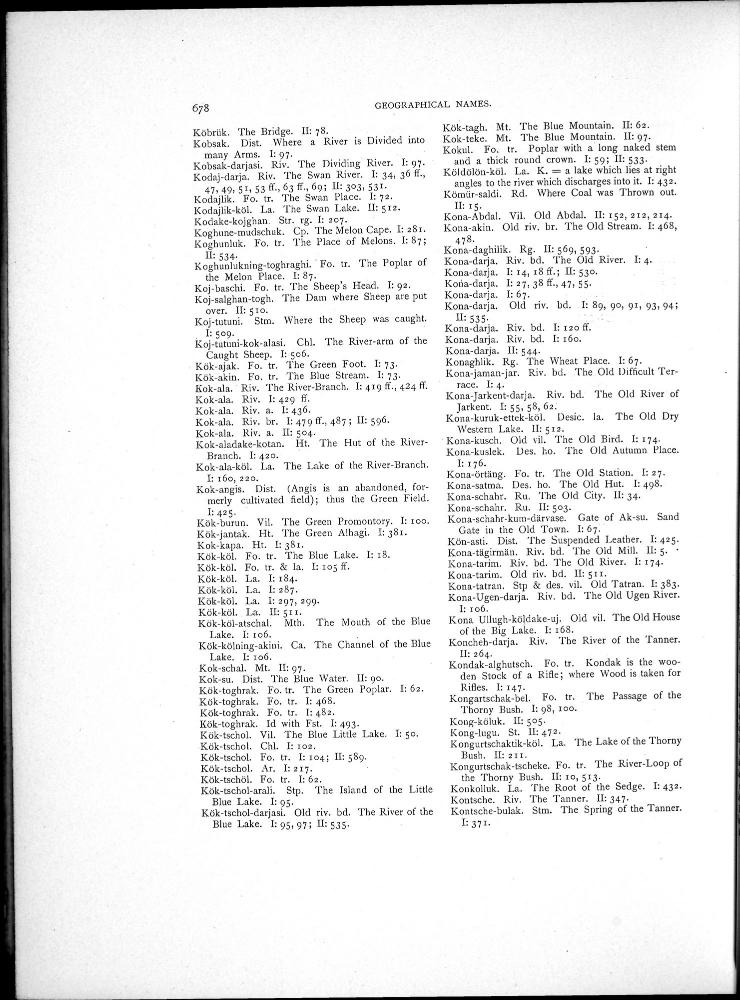 678
GEOGRAPHICAL NAMES.
Köbrük. The Bridge. II: 78.
Kobsak. Dist. Where a River is Divided into
many Arms. I: 97.
Kobsak-darjasi. Riv. The Dividing River. I: 97.
Kodaj-darja. Riv. The Swan River. I: 34, 36 ff.,
47, 49, 51, 53 ff., 63 ff., 69; II: 303, 531.
Kodajlik. Fo. tr. The Swan Place. I: 72.
Kodajlik-köl. La. The Swan Lake. II: 512.
Kodake-kojghan. Str. rg. I: 207.
Koghune-mudschuk. Cp. The Melon Cape. I: 281.
Koghunluk. Fo. tr. The Place of Melons. I: 87;
II: 534.
Koghunlukning-toghraghi. Fo. tr. The Poplar of
the Melon Place. I: 87.
Koj-baschi. Fo. tr. The Sheep's Head. I: 92.
Koj-salghan-togh. The Dam where Sheep are put
over. II: 510.
Koj-tutuni. Stm. Where the Sheep was caught.
I: 509.
Koj-tutuni-kok-alasi. Chl. The River-arm of the
Caught Sheep. I: 506.
Kök-ajak. Fo. tr. The Green Foot. I: 73.
Kök-akin. Fo. tr. The Blue Stream. I: 73.
Kok-ala. Riv. The River-Branch. I: 419 ff., 424 ff.
Kok-ala. Riv. I: 429 ff.
Kok-ala. Riv. a. I: 436.
Kok-ala. Riv. br. I: 479 ff., 487; II: 596.
Kok-ala. Riv. a. II: 504.
Kok-aladake-kotan. Ht. The Hut of the River-
Branch. I: 420.
Kok-ala-köl. La. The Lake of the River-Branch.
I: 160, 220.
Kok-angis. Dist. (Angis is an abandoned, for-
merly cultivated field); thus the Green Field.
I: 425.
Kök-burun. Vil. The Green Promontory. I: 100.
Kök-jantak. Ht. The Green Alhagi. I: 381.
Kok-kapa. Ht. I: 381.
Kök-köl. Fo. tr. The Blue Lake. I: 18.
Kök-köl. Fo. tr. & la. I: 105 ff.
Kök-köl. La. I: 184.
Kök-köl. La. I: 287.
Kök-köl. La. I: 297, 299.
Kök-köl. La. II: 511.
Kök-köl-atschal. Mth. The Mouth of the Blue
Lake. I: 106.
Kök-kölning-akini. Ca. The Channel of the Blue
Lake. I: 106.
Kok-schal. Mt. II: 97.
Kok-su. Dist. The Blue Water. II: 90.
Kök-toghrak. Fo. tr. The Green Poplar. I: 62.
Kök-toghrak. Fo. tr. I: 468.
Kök-toghrak. Fo. tr. I: 482.
Kök-toghrak. Id with Fst. I: 493.
Kök-tschol. Vil. The Blue Little Lake. I: 50.
Kök-tschol. Chl. I: 102.
Kök-tschol. Fo. tr. I: 104; II: 589.
Kök-tschol. Ar. I: 217.
Kök-tschöl. Fo. tr. I: 62.
Kök-tschol-arali. Stp. The Island of the Little
Blue Lake. I: 95.
Kök-tschol-darjasi. Old riv. bd. The River of the
Blue Lake. I: 95, 97; II: 535.
Kök-tagh. Mt. The Blue Mountain. II: 62.
Kok-teke. Mt. The Blue Mountain. II: 97.
Kokul. Fo. tr. Poplar with a long naked stem
and a thick round crown. I: 59; II: 533.
Köldölön-köl. La. K. = a lake which lies at right
angles to the river which discharges into it. I: 432.
Kömür-saldi. Rd. Where Coal was Thrown out.
II: 15.
Kona-Abdal. Vil. Old Abdal. II: 152, 212, 214.
Kona-akin. Old riv. br. The Old Stream. I: 468,
478.
Kona-daghilik. Rg. II: 569, 593.
Kona-darja. Riv. bd. The Old River. I: 4.
Kona-darja. I: 14, 18 ff.; II: 530.
Kona-darja. I: 27, 38 ff., 47, 55.
Kona-darja. I: 67.
Kona-darja. Old riv. bd. I: 89, 90, 91, 93, 94;
II: 535.
Kona-darja. Riv. bd. I: 120 ff.
Kona-darja. Riv. bd. I: 160.
Kona-darja. II: 544.
Konaghlik. Rg. The Wheat Place. I: 67.
Kona-jaman-jar. Riv. bd. The Old Difficult Ter-
race. I: 4.
Kona-Jarkent-darja. Riv. bd. The Old River of
Jarkent. I: 55, 58, 62.
Kona-kuruk-ettek-köl. Desic. la. The Old Dry
Western Lake. II: 512.
Kona-kusch. Old vil. The Old Bird. I: 174.
Kona-kuslek. Des. ho. The Old Autumn Place.
I: 176.
Kona-örtäng. Fo. tr. The Old Station. I: 27.
Kona-satma. Des. ho. The Old Hut. I: 498.
Kona-schahr. Ru. The Old City. II: 34.
Kona-schahr. Ru. II: 503.
Kona-schahr-kum-därvase. Gate of Ak-su. Sand
Gate in the Old Town. I: 67.
Kön-asti. Dist. The Suspended Leather. I: 425.
Kona-tägirmän. Riv. bd. The Old Mill. II: 5.
Kona-tarim. Riv. bd. The Old River. I: 174.
Kona-tarim. Old riv. bd. II: 511.
Kona-tatran. Stp & des. vil. Old Tatran. I: 383.
Kona-Ugen-darja. Riv. bd. The Old Ugen River.
I: 106.
Kona Ullugh-köldake-uj. Old vil. The Old House
of the Big Lake. I: 168.
Koncheh-darja. Riv. The River of the Tanner.
II: 264.
Kondak-alghutsch. Fo. tr. Kondak is the woo-
den Stock of a Rifle; where Wood is taken for
Rifles. I: 147.
Kongartschak-bel. Fo. tr. The Passage of the
Thorny Bush. I: 98, 100.
Kong-köluk. II: 505.
Kong-lugu. St. II: 472.
Kongurtschaktik-köl. La. The Lake of the Thorny
Bush. II: 211.
Kongurtschak-tscheke. Fo. tr. The River-Loop of
the Thorny Bush. II: 10, 513.
Konkolluk. La. The Root of the Sedge. I: 432.
Kontsche. Riv. The Tanner. II: 347.
Kontsche-bulak. Stm. The Spring of the Tanner.
I: 371.